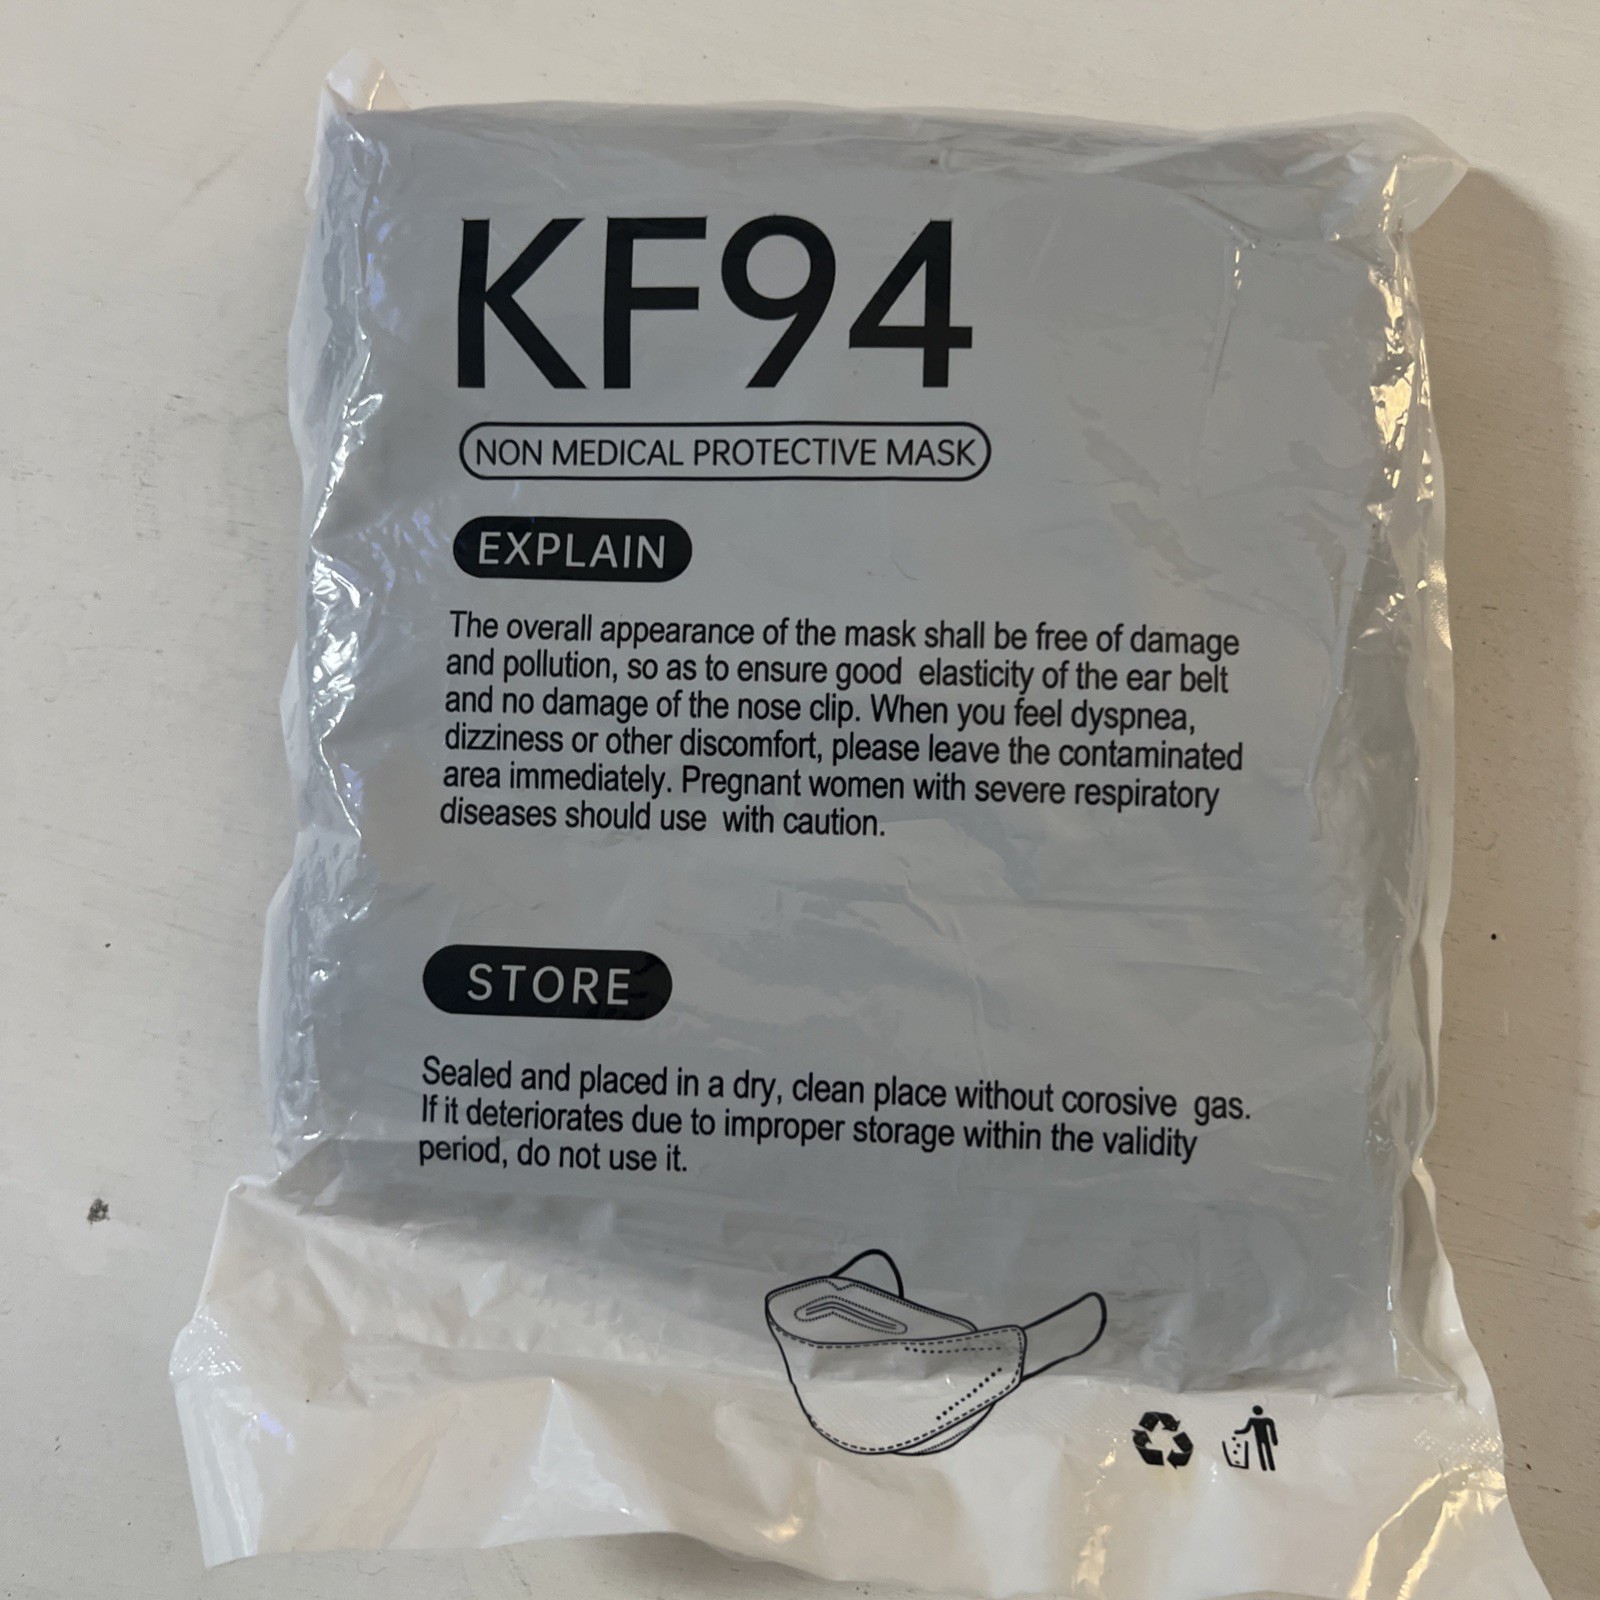 KF94
NON MEDICAL PROTECTIVE MASK
EXPLAIN
The overall appearance of the mask shall be free of damage
and pollution, so as to ensure good elasticity of the ear belt
and no damage of the nose clip. When you feel dyspnea,
dizziness or other discomfort, please leave the contaminated
area immediately. Pregnant women with severe respiratory
diseases should use with caution.
STORE
Sealed and placed in a dry, clean place without corosive gas.
If it deteriorates due to improper storage within the validity
period, do not use it.